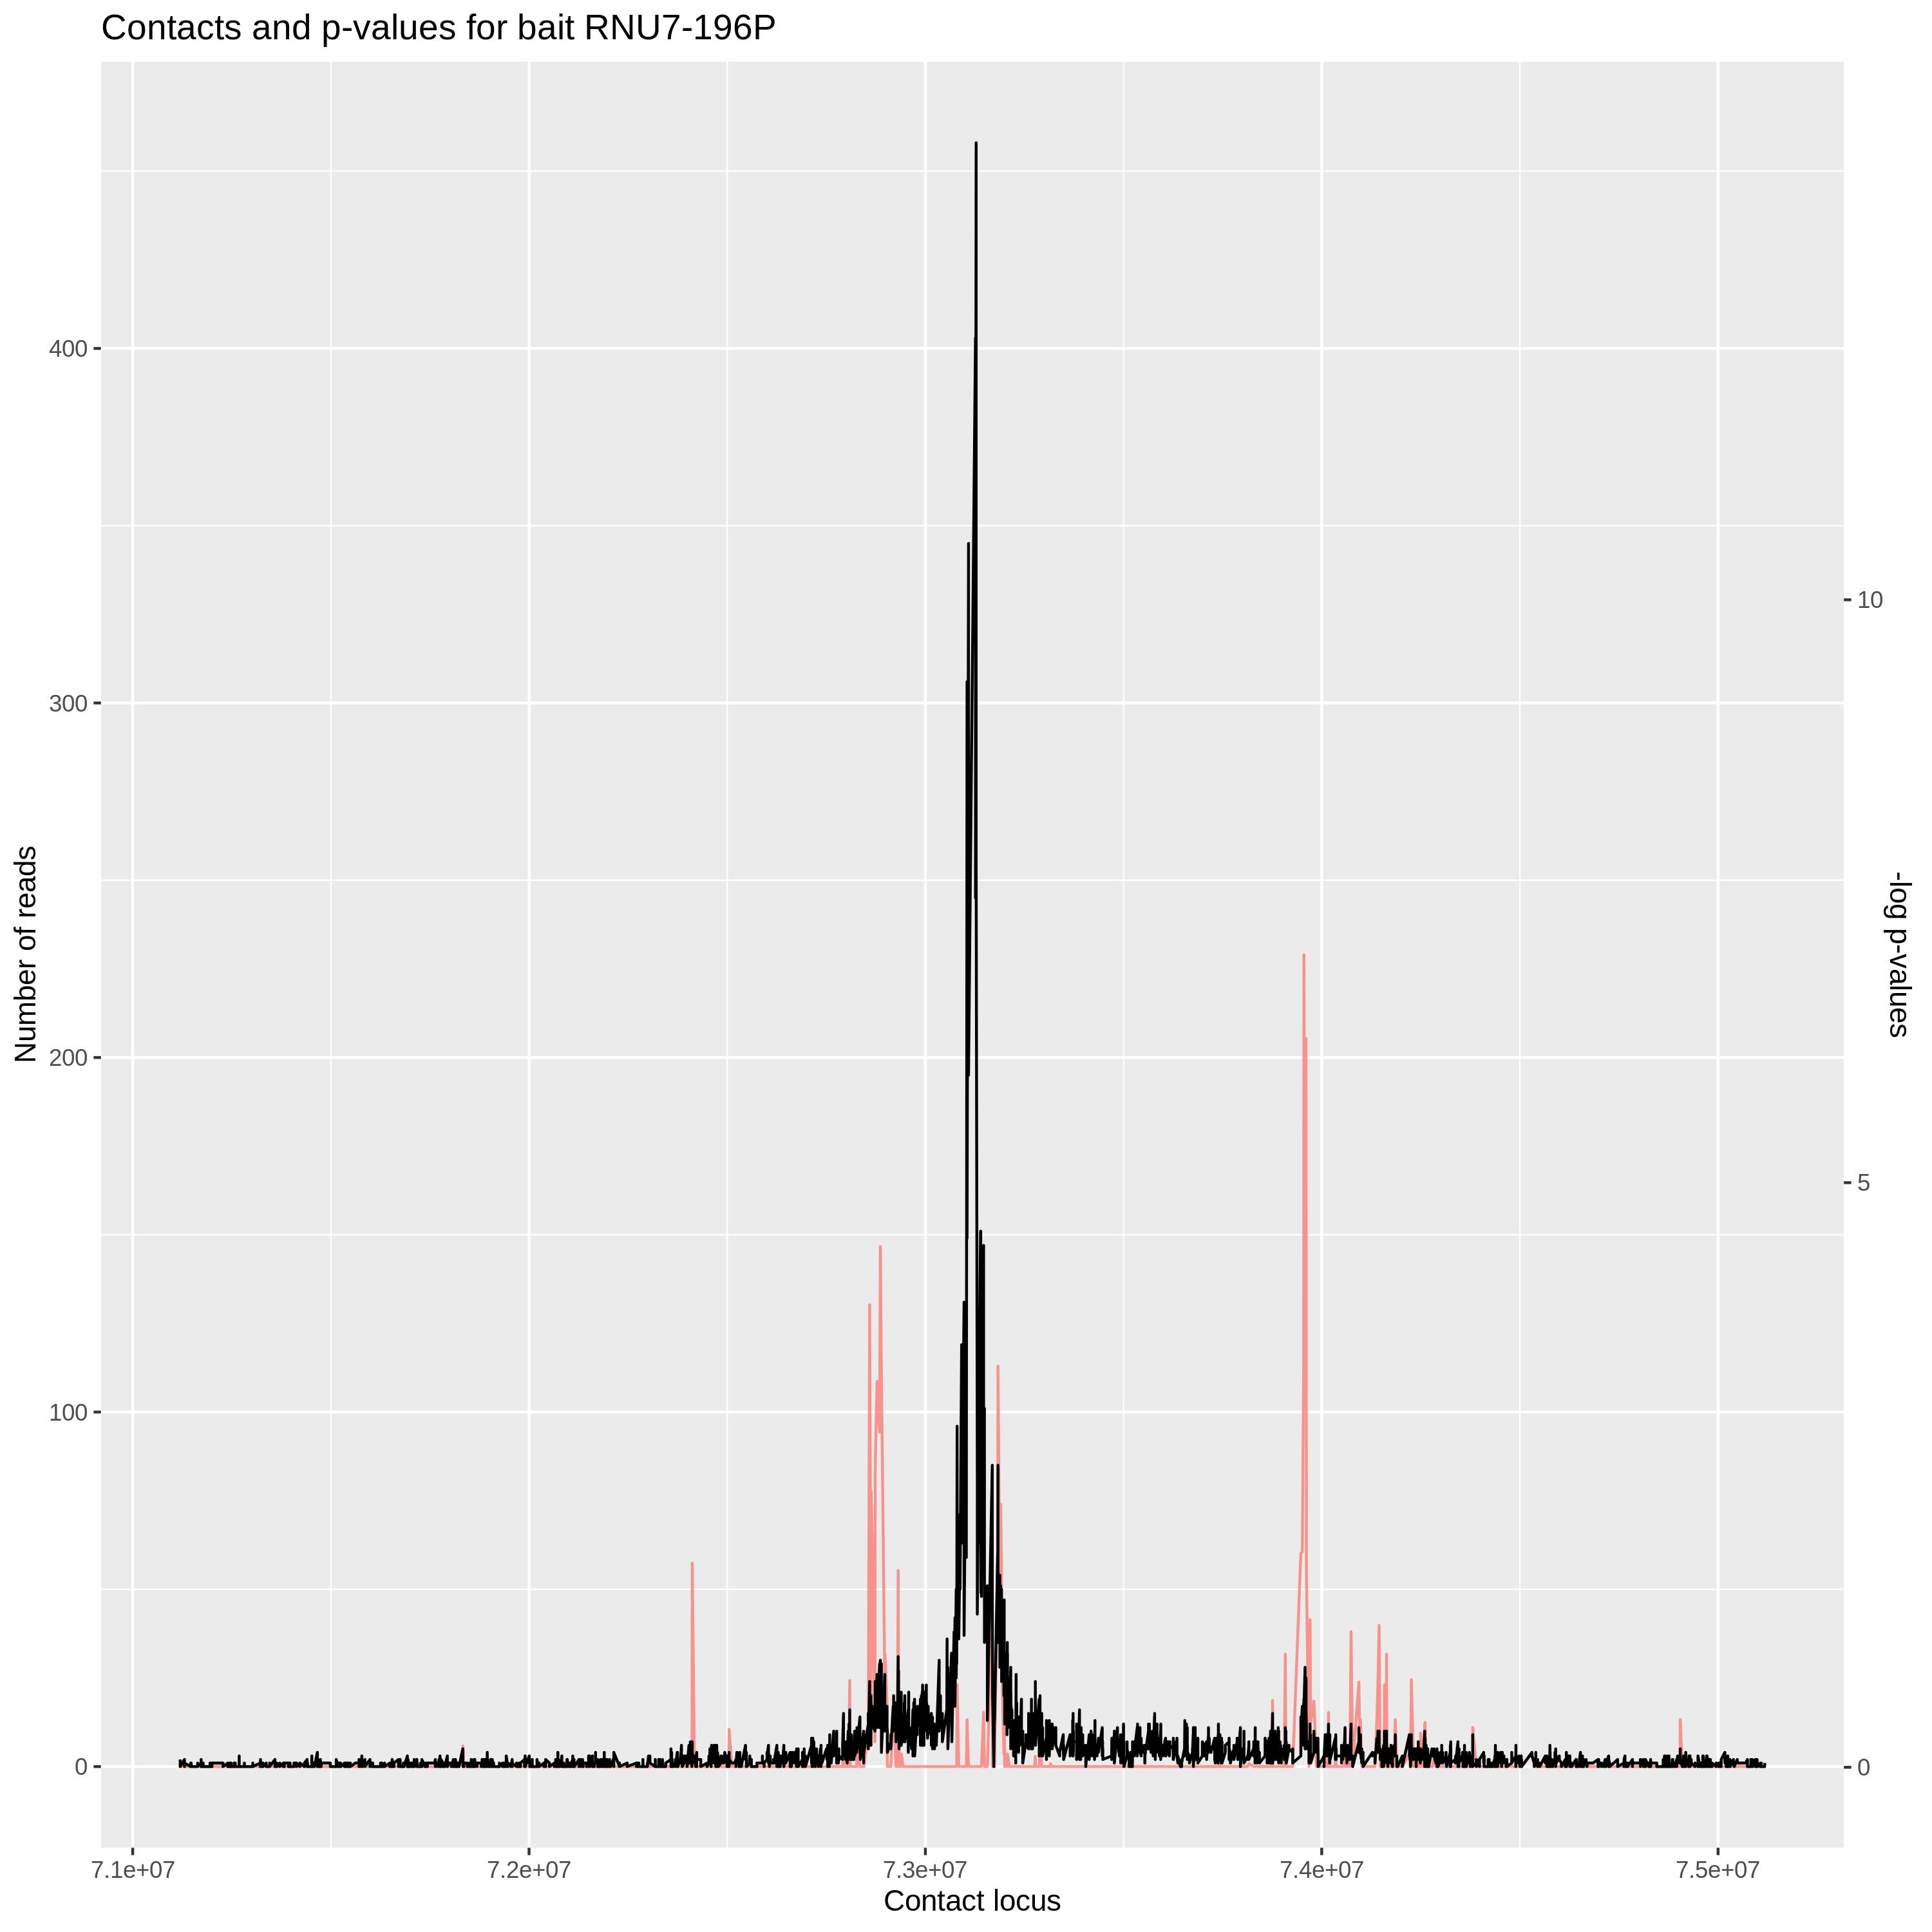 Contacts and p-values for bait RNU7-196P
400
300
200
100
0
Number of reads
10
5
0
-log p-values
7.1e+07
7.2e+07
7.3e+07
7.4e+07
7.5e+07
Contact locus